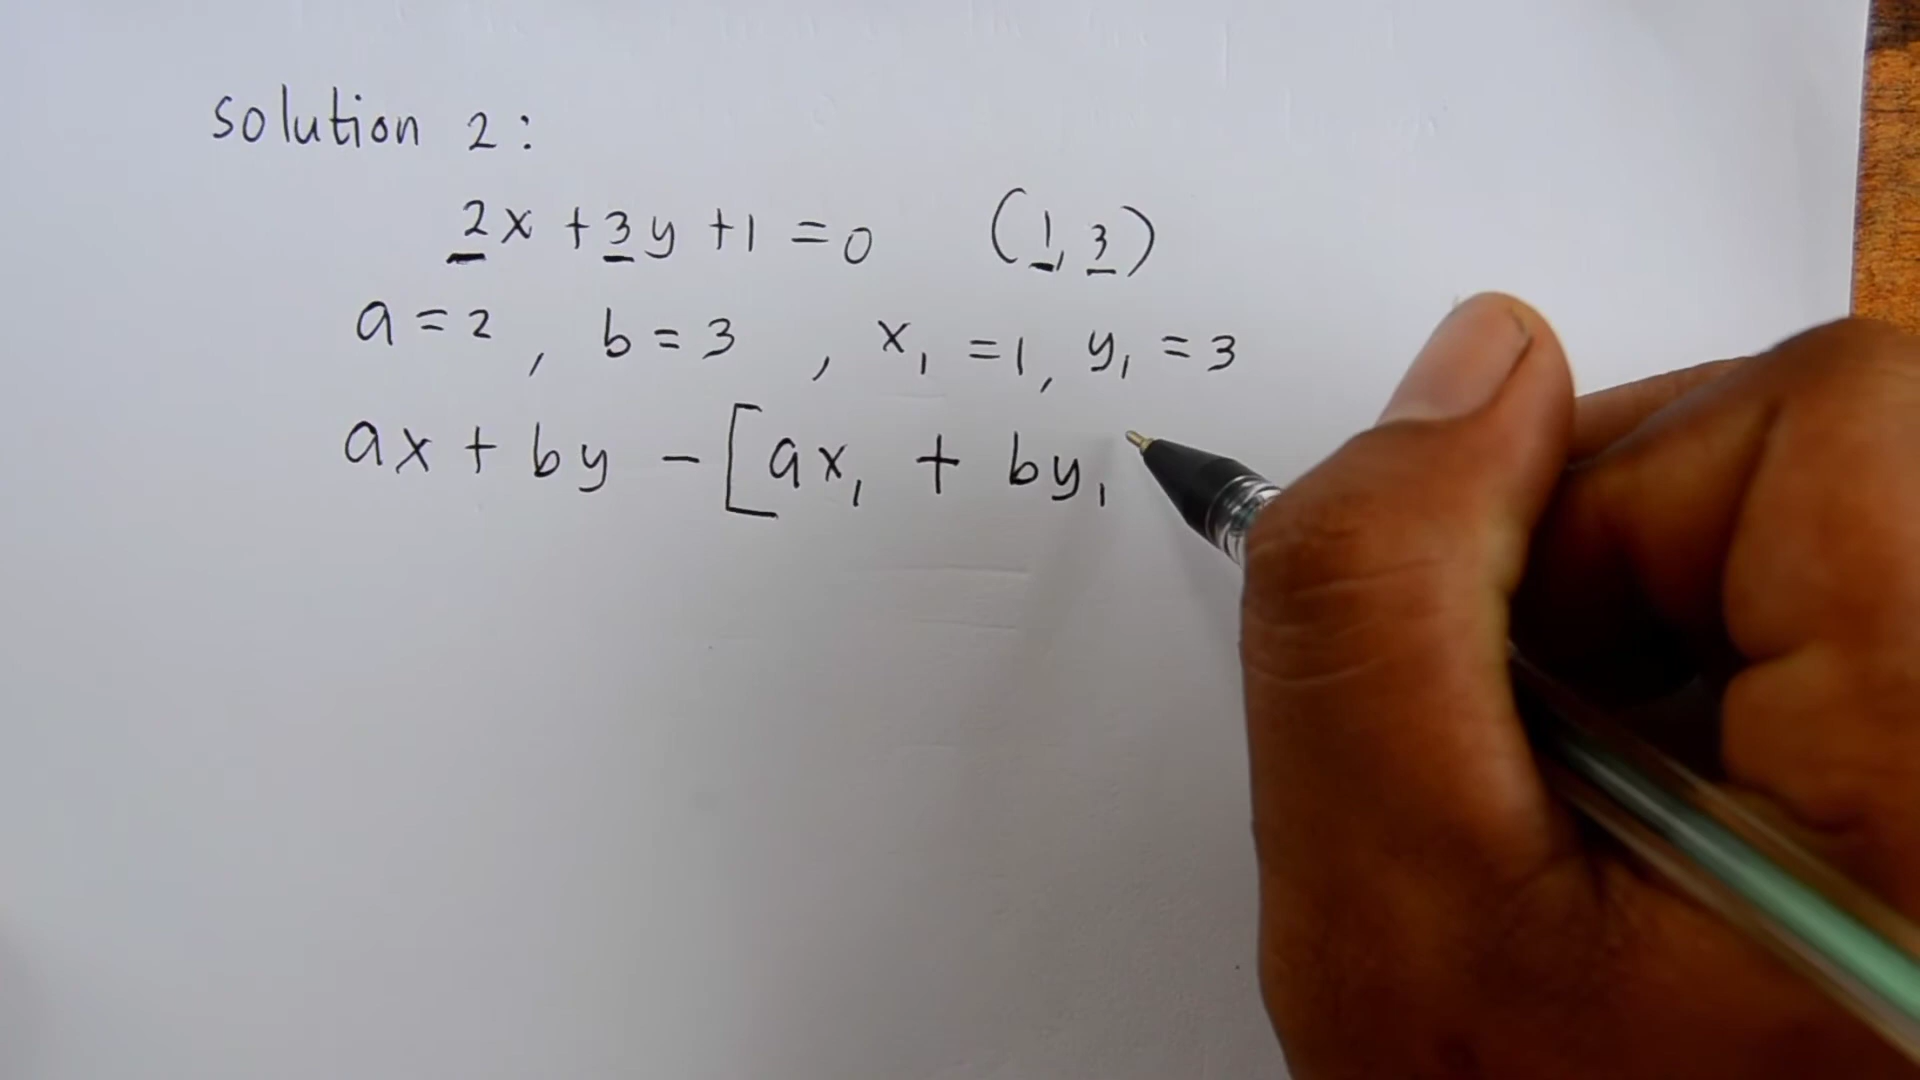 solution 2:
2x + 3y + 1 = 0 (1, 3)
a = 2, b = 3, x₁ = 1, y₁ = 3
ax + by - [ax₁ + by₁